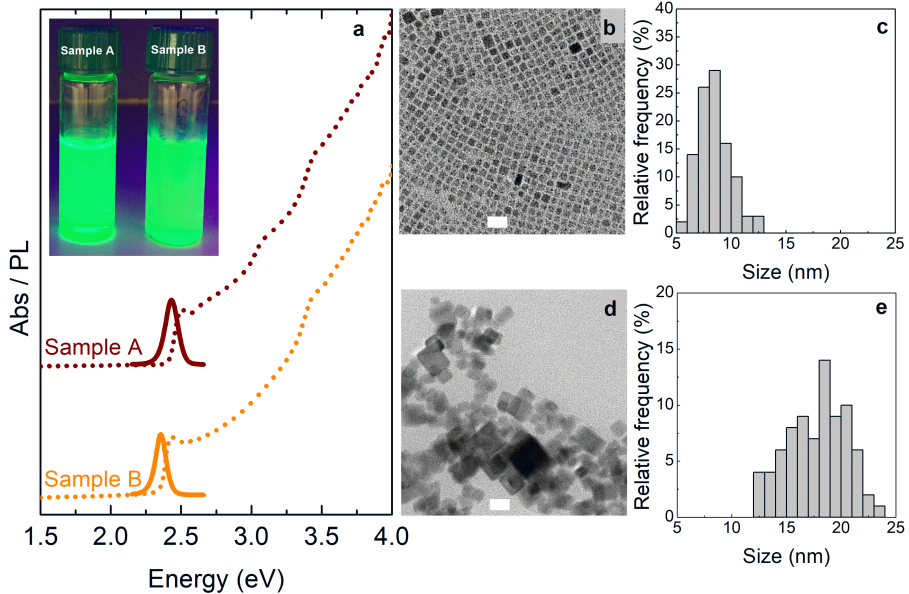 Sample A
Sample B
a
Abs / PL
Sample A
Sample B
1.5 2.0 2.5 3.0 3.5 4.0
Energy (eV)
b
c
Relative frequency (%)
40
35
30
25
20
15
10
5
0
5 10 15 20 25
Size (nm)
d
e
Relative frequency (%)
20
15
10
5
0
5 10 15 20 25
Size (nm)